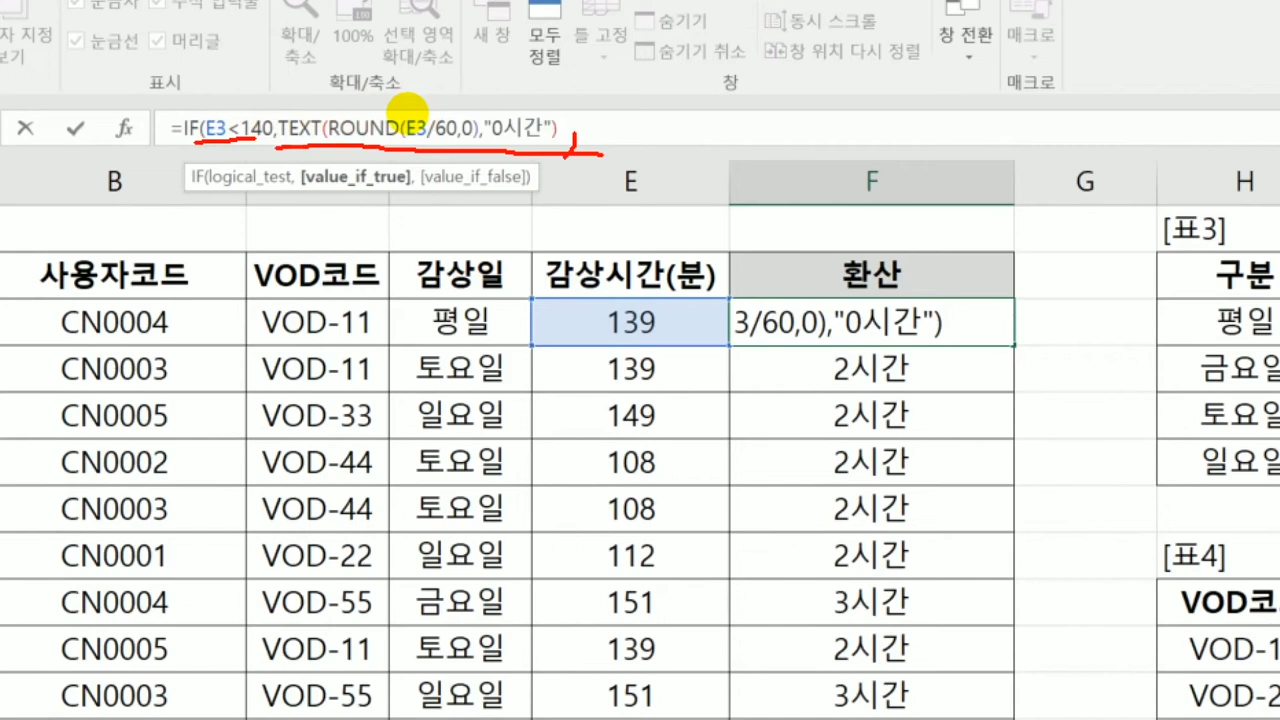 자 지정 눈금자 수식 입력줄 확대/ 100% 선택 영역 새 창 모두 틀 고정 숨기기 동시 스크롤 창 전환 매크로
보기 눈금선 머리글 축소 확대/축소 정렬 숨기기 취소 창 위치 다시 정렬
표시 확대/축소 창 매크로
=IF(E3<140,TEXT(ROUND(E3/60,0),"0시간")
IF(logical_test, [value_if_true], [value_if_false])
B E F G H
[표3]
사용자코드 VOD코드 감상일 감상시간(분) 환산 구분
CN0004 VOD-11 평일 139 3/60,0),"0시간") 평일
CN0003 VOD-11 토요일 139 2시간 금요일
CN0005 VOD-33 일요일 149 2시간 토요일
CN0002 VOD-44 토요일 108 2시간 일요일
CN0003 VOD-44 토요일 108 2시간
CN0001 VOD-22 일요일 112 2시간 [표4]
CN0004 VOD-55 금요일 151 3시간 VOD코
CN0005 VOD-11 토요일 139 2시간 VOD-1
CN0003 VOD-55 일요일 151 3시간 VOD-2